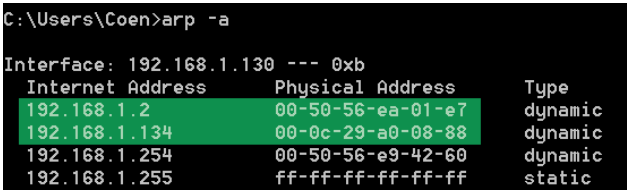 C:\Users\Coen>arp -a
Interface: 192.168.1.130 --- 0xb
Internet Address Physical Address Type
192.168.1.2 00-50-56-ea-01-e7 dynamic
192.168.1.134 00-0c-29-a0-08-88 dynamic
192.168.1.254 00-50-56-e9-42-60 dynamic
192.168.1.255 ff-ff-ff-ff-ff-ff static